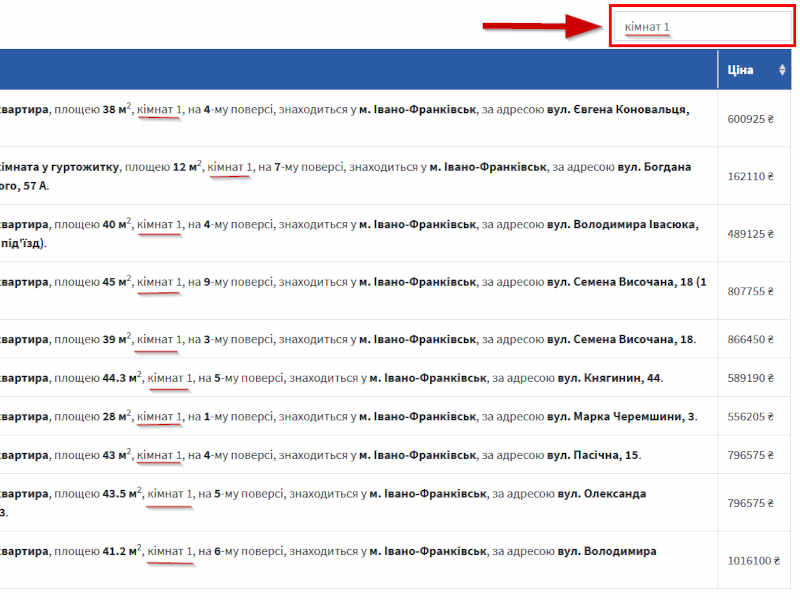 кімнат 1
Ціна
вартира, площею 38 м², кімнат 1, на 4-му поверсі, знаходиться у м. Івано-Франківськ, за адресою вул. Євгена Коновальця,
600925 ₴
імната у гуртожитку, площею 12 м², кімнат 1, на 7-му поверсі, знаходиться у м. Івано-Франківськ, за адресою вул. Богдана
ого, 57 А.
162110 ₴
вартира, площею 40 м², кімнат 1, на 4-му поверсі, знаходиться у м. Івано-Франківськ, за адресою вул. Володимира Івасюка,
під'їзд).
489125 ₴
вартира, площею 45 м², кімнат 1, на 9-му поверсі, знаходиться у м. Івано-Франківськ, за адресою вул. Семена Височана, 18 (1
807755 ₴
вартира, площею 39 м², кімнат 1, на 3-му поверсі, знаходиться у м. Івано-Франківськ, за адресою вул. Семена Височана, 18.
866450 ₴
вартира, площею 44.3 м², кімнат 1, на 5-му поверсі, знаходиться у м. Івано-Франківськ, за адресою вул. Княгинин, 44.
589190 ₴
вартира, площею 28 м², кімнат 1, на 1-му поверсі, знаходиться у м. Івано-Франківськ, за адресою вул. Марка Черемшини, 3.
556205 ₴
вартира, площею 43 м², кімнат 1, на 4-му поверсі, знаходиться у м. Івано-Франківськ, за адресою вул. Пасічна, 15.
796575 ₴
вартира, площею 43.5 м², кімнат 1, на 5-му поверсі, знаходиться у м. Івано-Франківськ, за адресою вул. Олександа
3.
796575 ₴
вартира, площею 41.2 м², кімнат 1, на 6-му поверсі, знаходиться у м. Івано-Франківськ, за адресою вул. Володимира
1016100 ₴